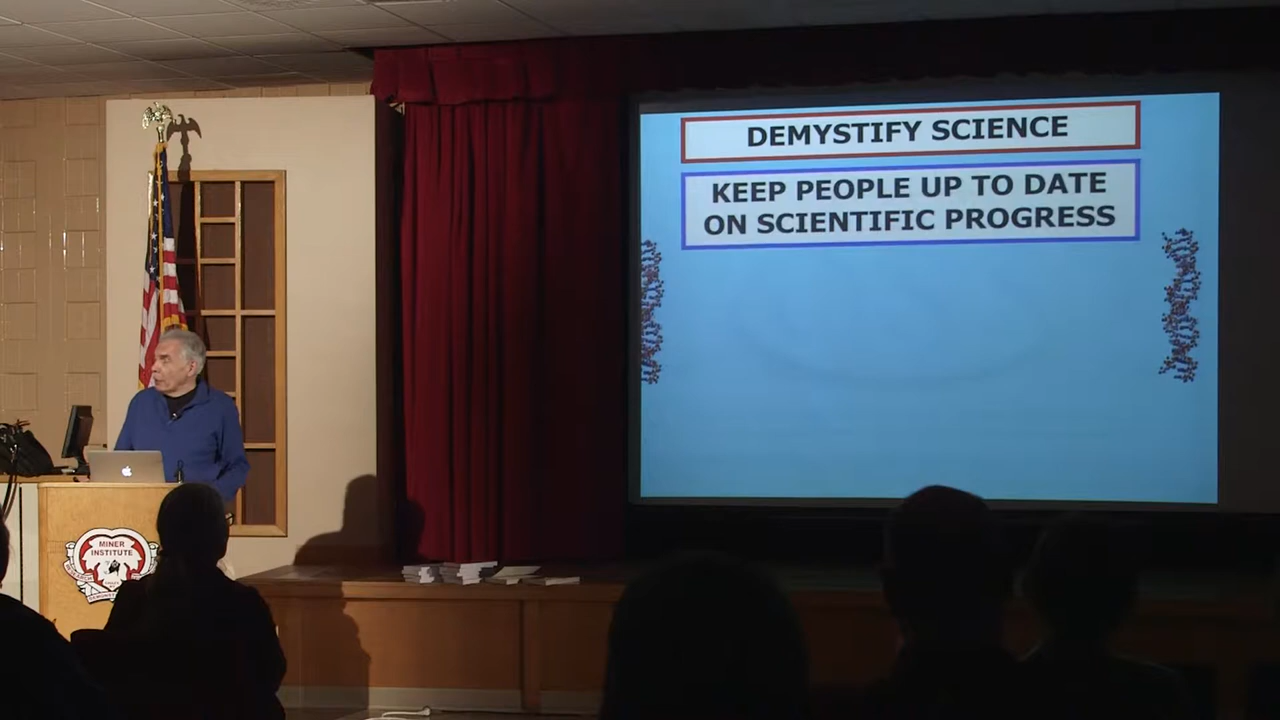 DEMYSTIFY SCIENCE
KEEP PEOPLE UP TO DATE
ON SCIENTIFIC PROGRESS
MINER
INSTITUTE